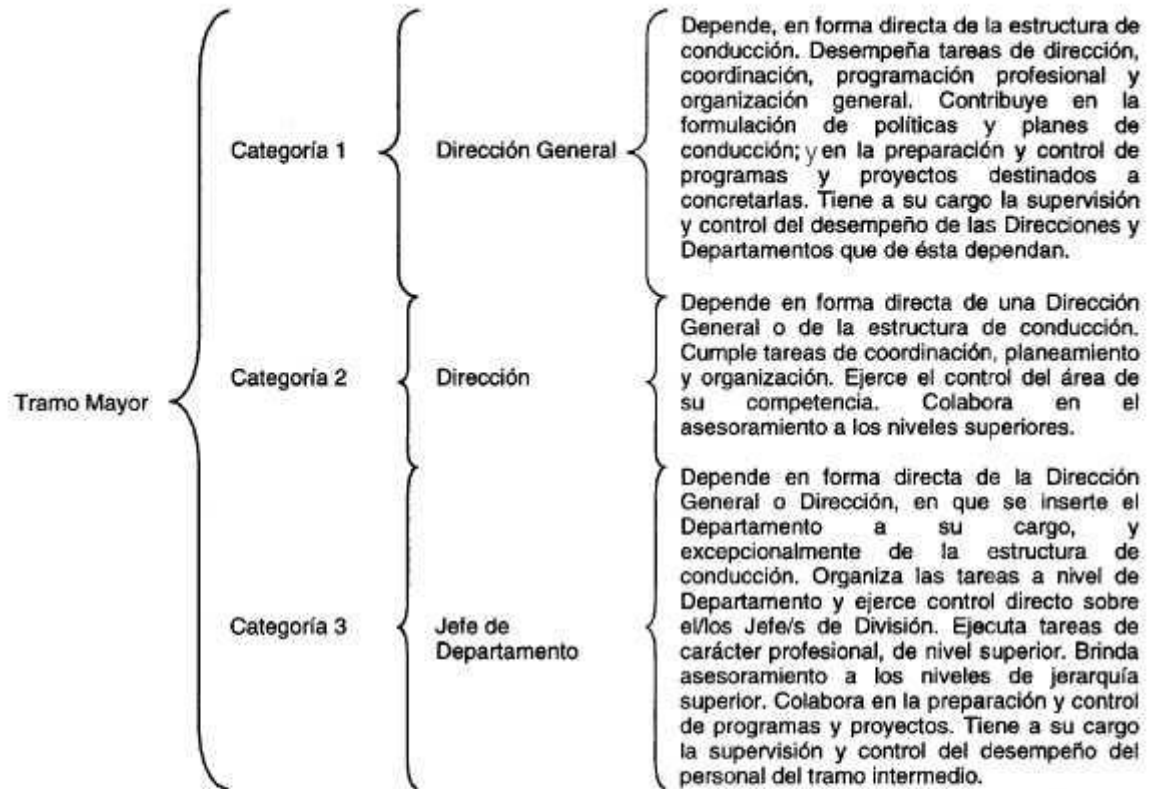 Tramo Mayor
Categoría 1
Dirección General
Depende, en forma directa de la estructura de
conducción. Desempeña tareas de dirección,
coordinación, programación profesional y
organización general. Contribuye en la
formulación de políticas y planes de
conducción; y en la preparación y control de
programas y proyectos destinados a
concretarlas. Tiene a su cargo la supervisión
y control del desempeño de las Direcciones y
Departamentos que de ésta dependan.
Categoría 2
Dirección
Depende en forma directa de una Dirección
General o de la estructura de conducción.
Cumple tareas de coordinación, planeamiento
y organización. Ejerce el control del área de
su competencia. Colabora en el
asesoramiento a los niveles superiores.
Categoría 3
Jefe de
Departamento
Depende en forma directa de la Dirección
General o Dirección, en que se inserte el
Departamento a su cargo, y
excepcionalmente de la estructura de
conducción. Organiza las tareas a nivel de
Departamento y ejerce control directo sobre
el/los Jefe/s de División. Ejecuta tareas de
carácter profesional, de nivel superior. Brinda
asesoramiento a los niveles de jerarquía
superior. Colabora en la preparación y control
de programas y proyectos. Tiene a su cargo
la supervisión y control del desempeño del
personal del tramo intermedio.